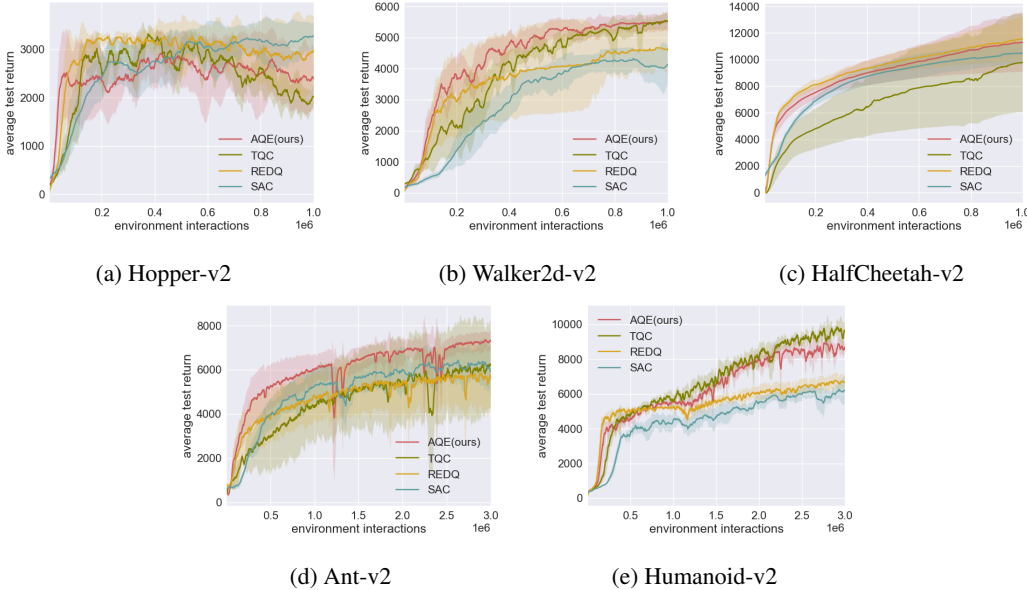 3000
2000
1000
0
average test return
AQE(ours)
TQC
REDQ
SAC
0.2 0.4 0.6 0.8 1.0
environment interactions 1e6
(a) Hopper-v2
6000
5000
4000
3000
2000
1000
0
average test return
AQE(ours)
TQC
REDQ
SAC
0.2 0.4 0.6 0.8 1.0
environment interactions 1e6
(b) Walker2d-v2
14000
12000
10000
8000
6000
4000
2000
0
average test return
AQE(ours)
TQC
REDQ
SAC
0.2 0.4 0.6 0.8 1.0
environment interactions 1e6
(c) HalfCheetah-v2
8000
6000
4000
2000
0
average test return
AQE(ours)
TQC
REDQ
SAC
0.5 1.0 1.5 2.0 2.5 3.0
environment interactions 1e6
(d) Ant-v2
10000
8000
6000
4000
2000
0
average test return
AQE(ours)
TQC
REDQ
SAC
0.5 1.0 1.5 2.0 2.5 3.0
environment interactions 1e6
(e) Humanoid-v2